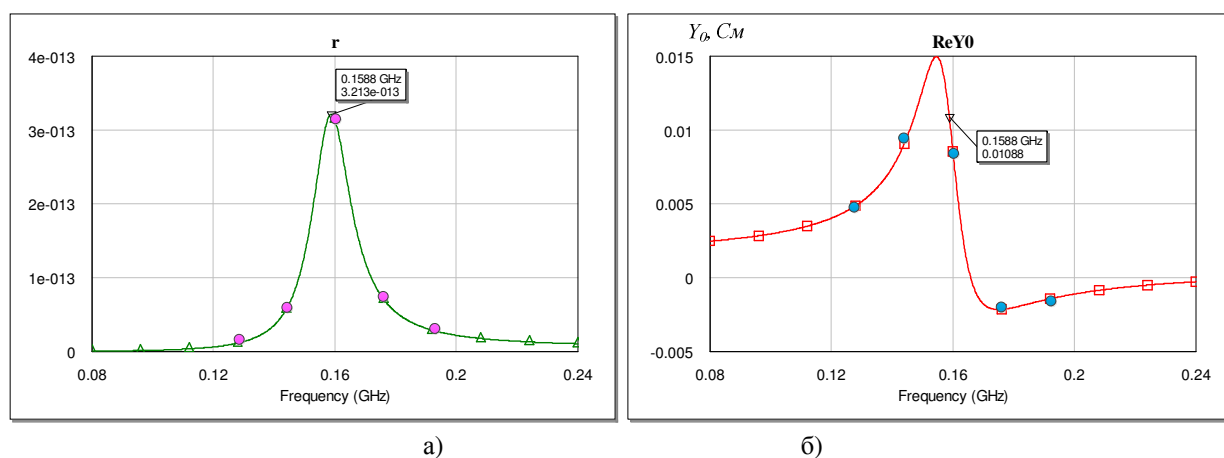 r
4e-013
3e-013
2e-013
1e-013
0
0.1588 GHz
3.213e-013
0.08
0.12
0.16
0.2
0.24
Frequency (GHz)
а)
Y0, См
ReY0
0.015
0.01
0.005
0
-0.005
0.1588 GHz
0.01088
0.08
0.12
0.16
0.2
0.24
Frequency (GHz)
б)